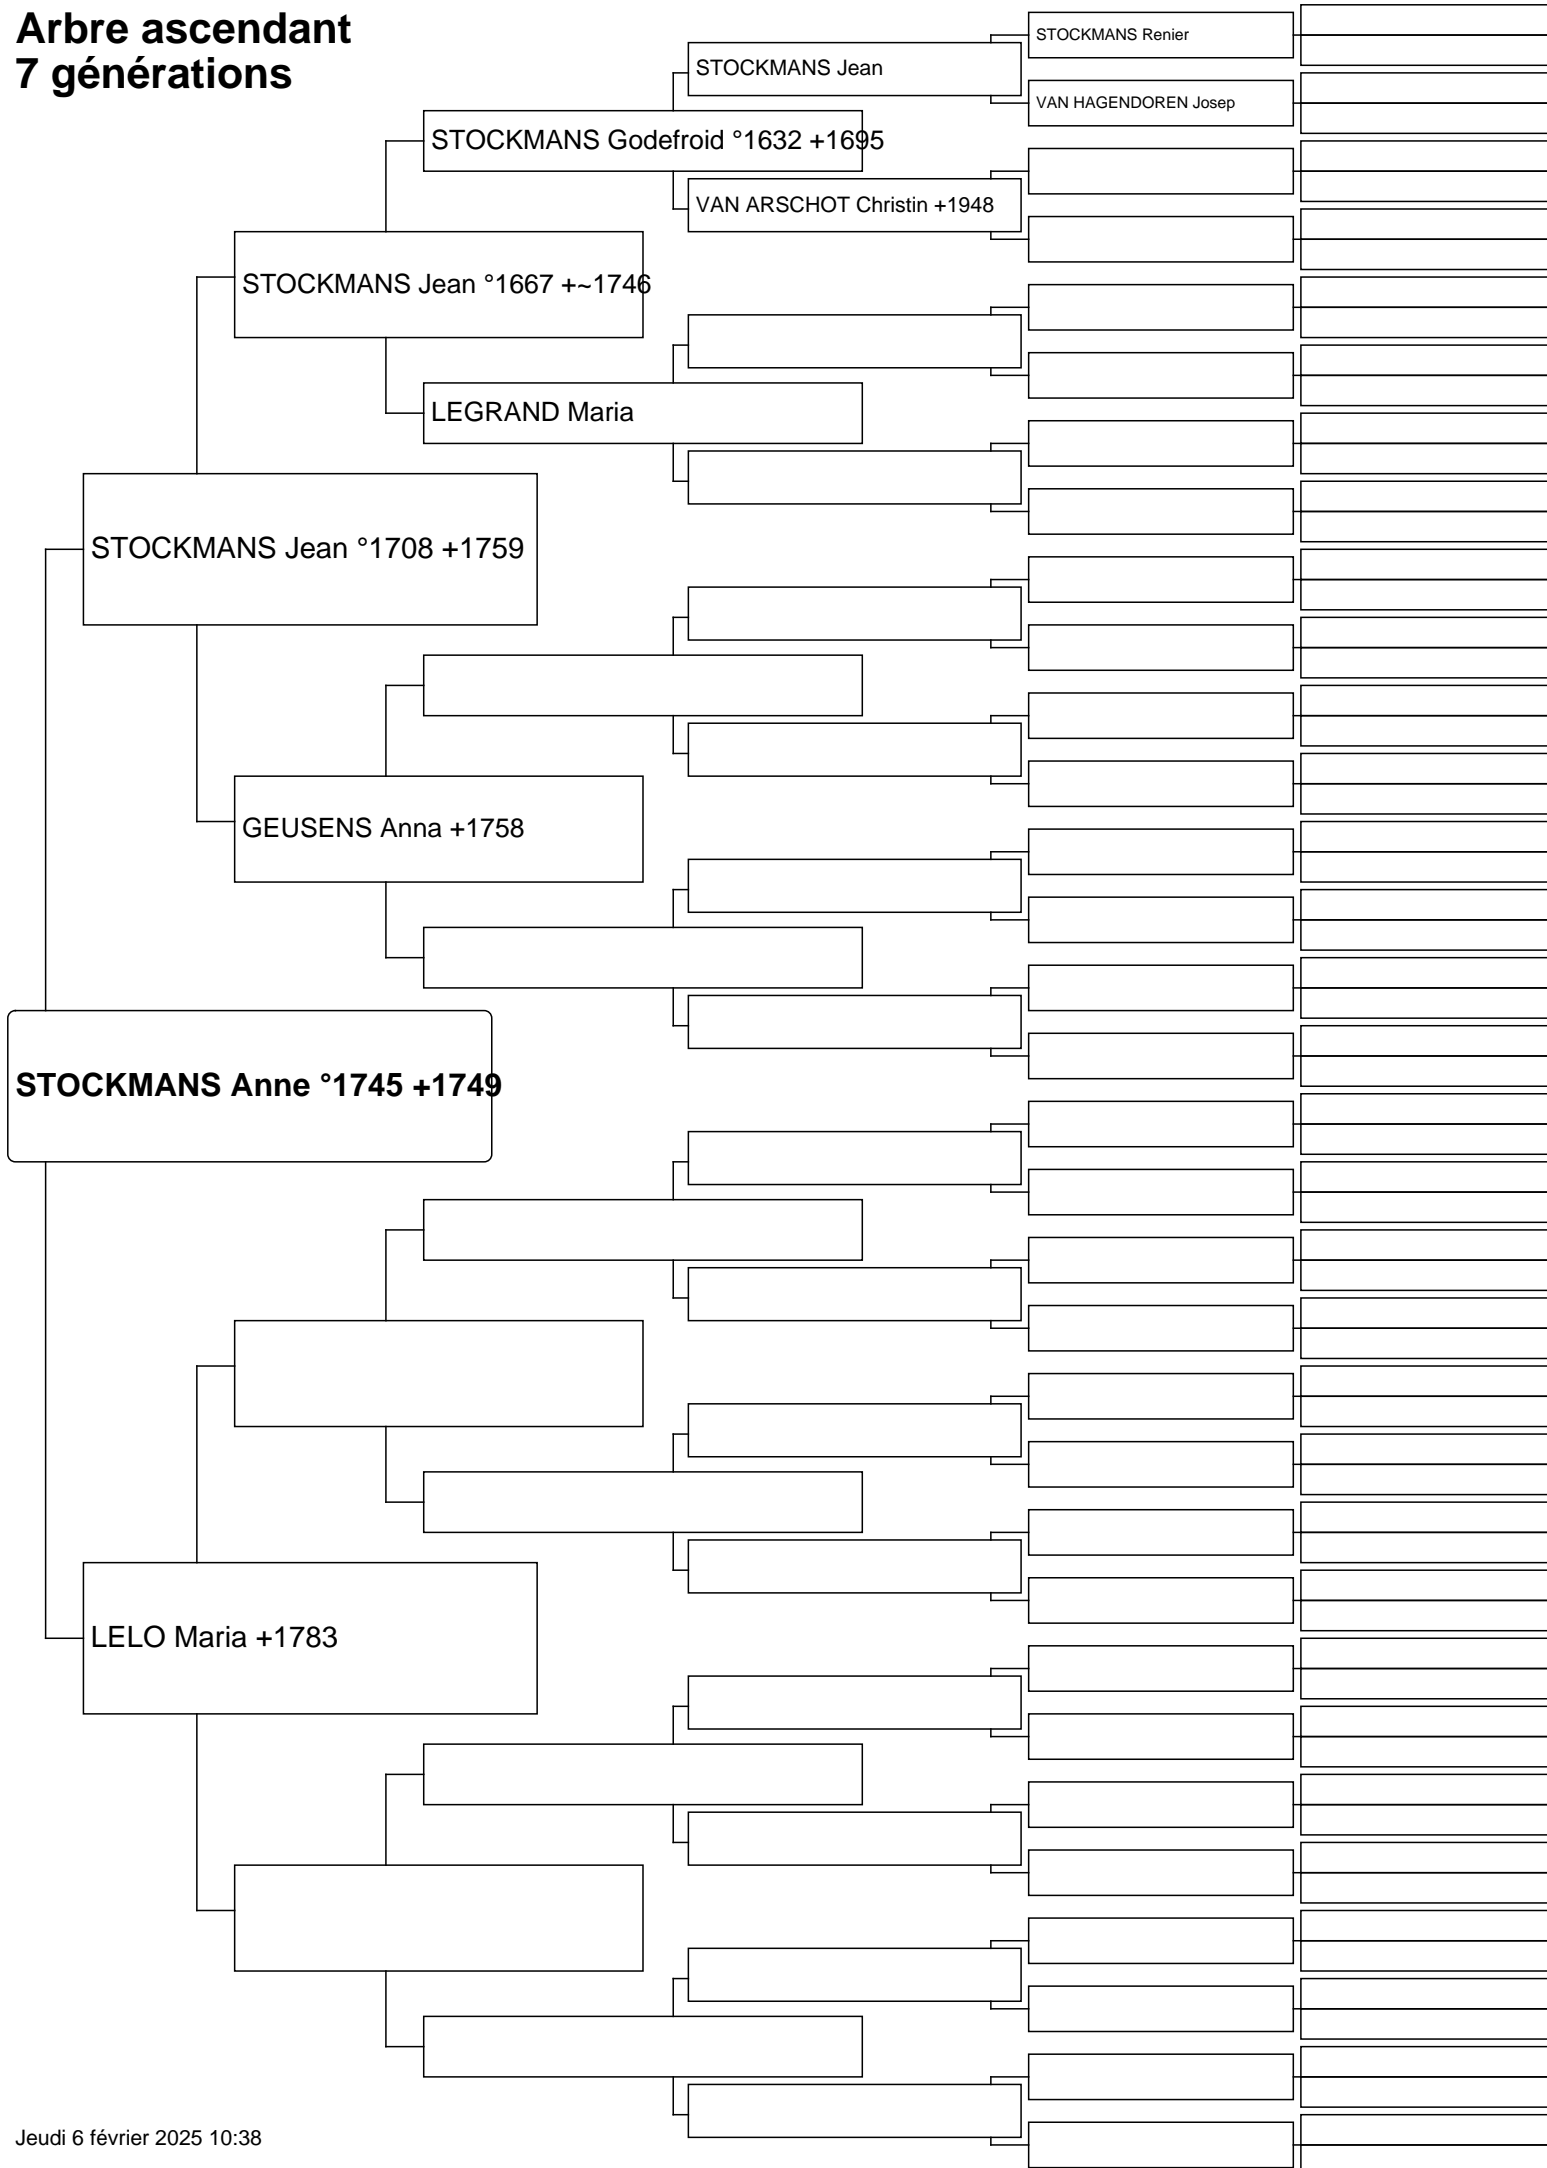 Arbre ascendant
7 générations
STOCKMANS Renier
STOCKMANS Jean
VAN HAGENDOREN Josep
STOCKMANS Godefroid °1632 +1695
VAN ARSCHOT Christin +1948
STOCKMANS Jean °1667 +~1746
LEGRAND Maria
STOCKMANS Jean °1708 +1759
GEUSENS Anna +1758
STOCKMANS Anne °1745 +1749
LELO Maria +1783
Jeudi 6 février 2025 10:38